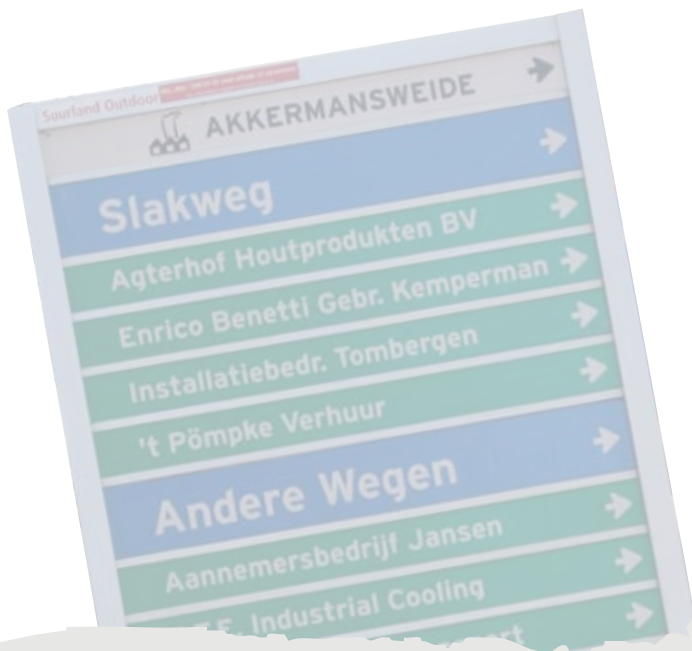 Suurland Outdoor
AKKERMANSWEIDE
Slakweg
Agterhof Houtprodukten BV
Enrico Benetti Gebr. Kemperman
Installatiebedr. Tombergen
't Pömpke Verhuur
Andere Wegen
Aannemersbedrijf Jansen
Industrial Cooling